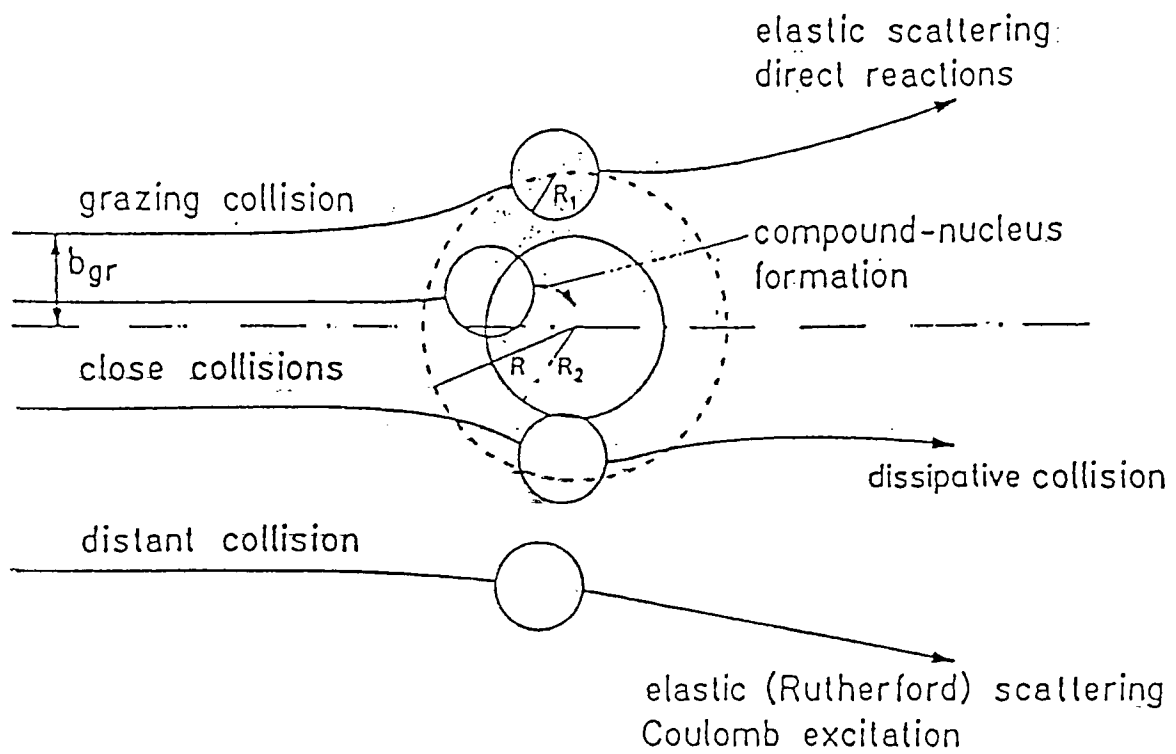 elastic scattering
direct reactions
grazing collision
R₁
bgr
compound-nucleus
formation
close collisions
R
R₂
dissipative collision
distant collision
elastic (Rutherford) scattering
Coulomb excitation